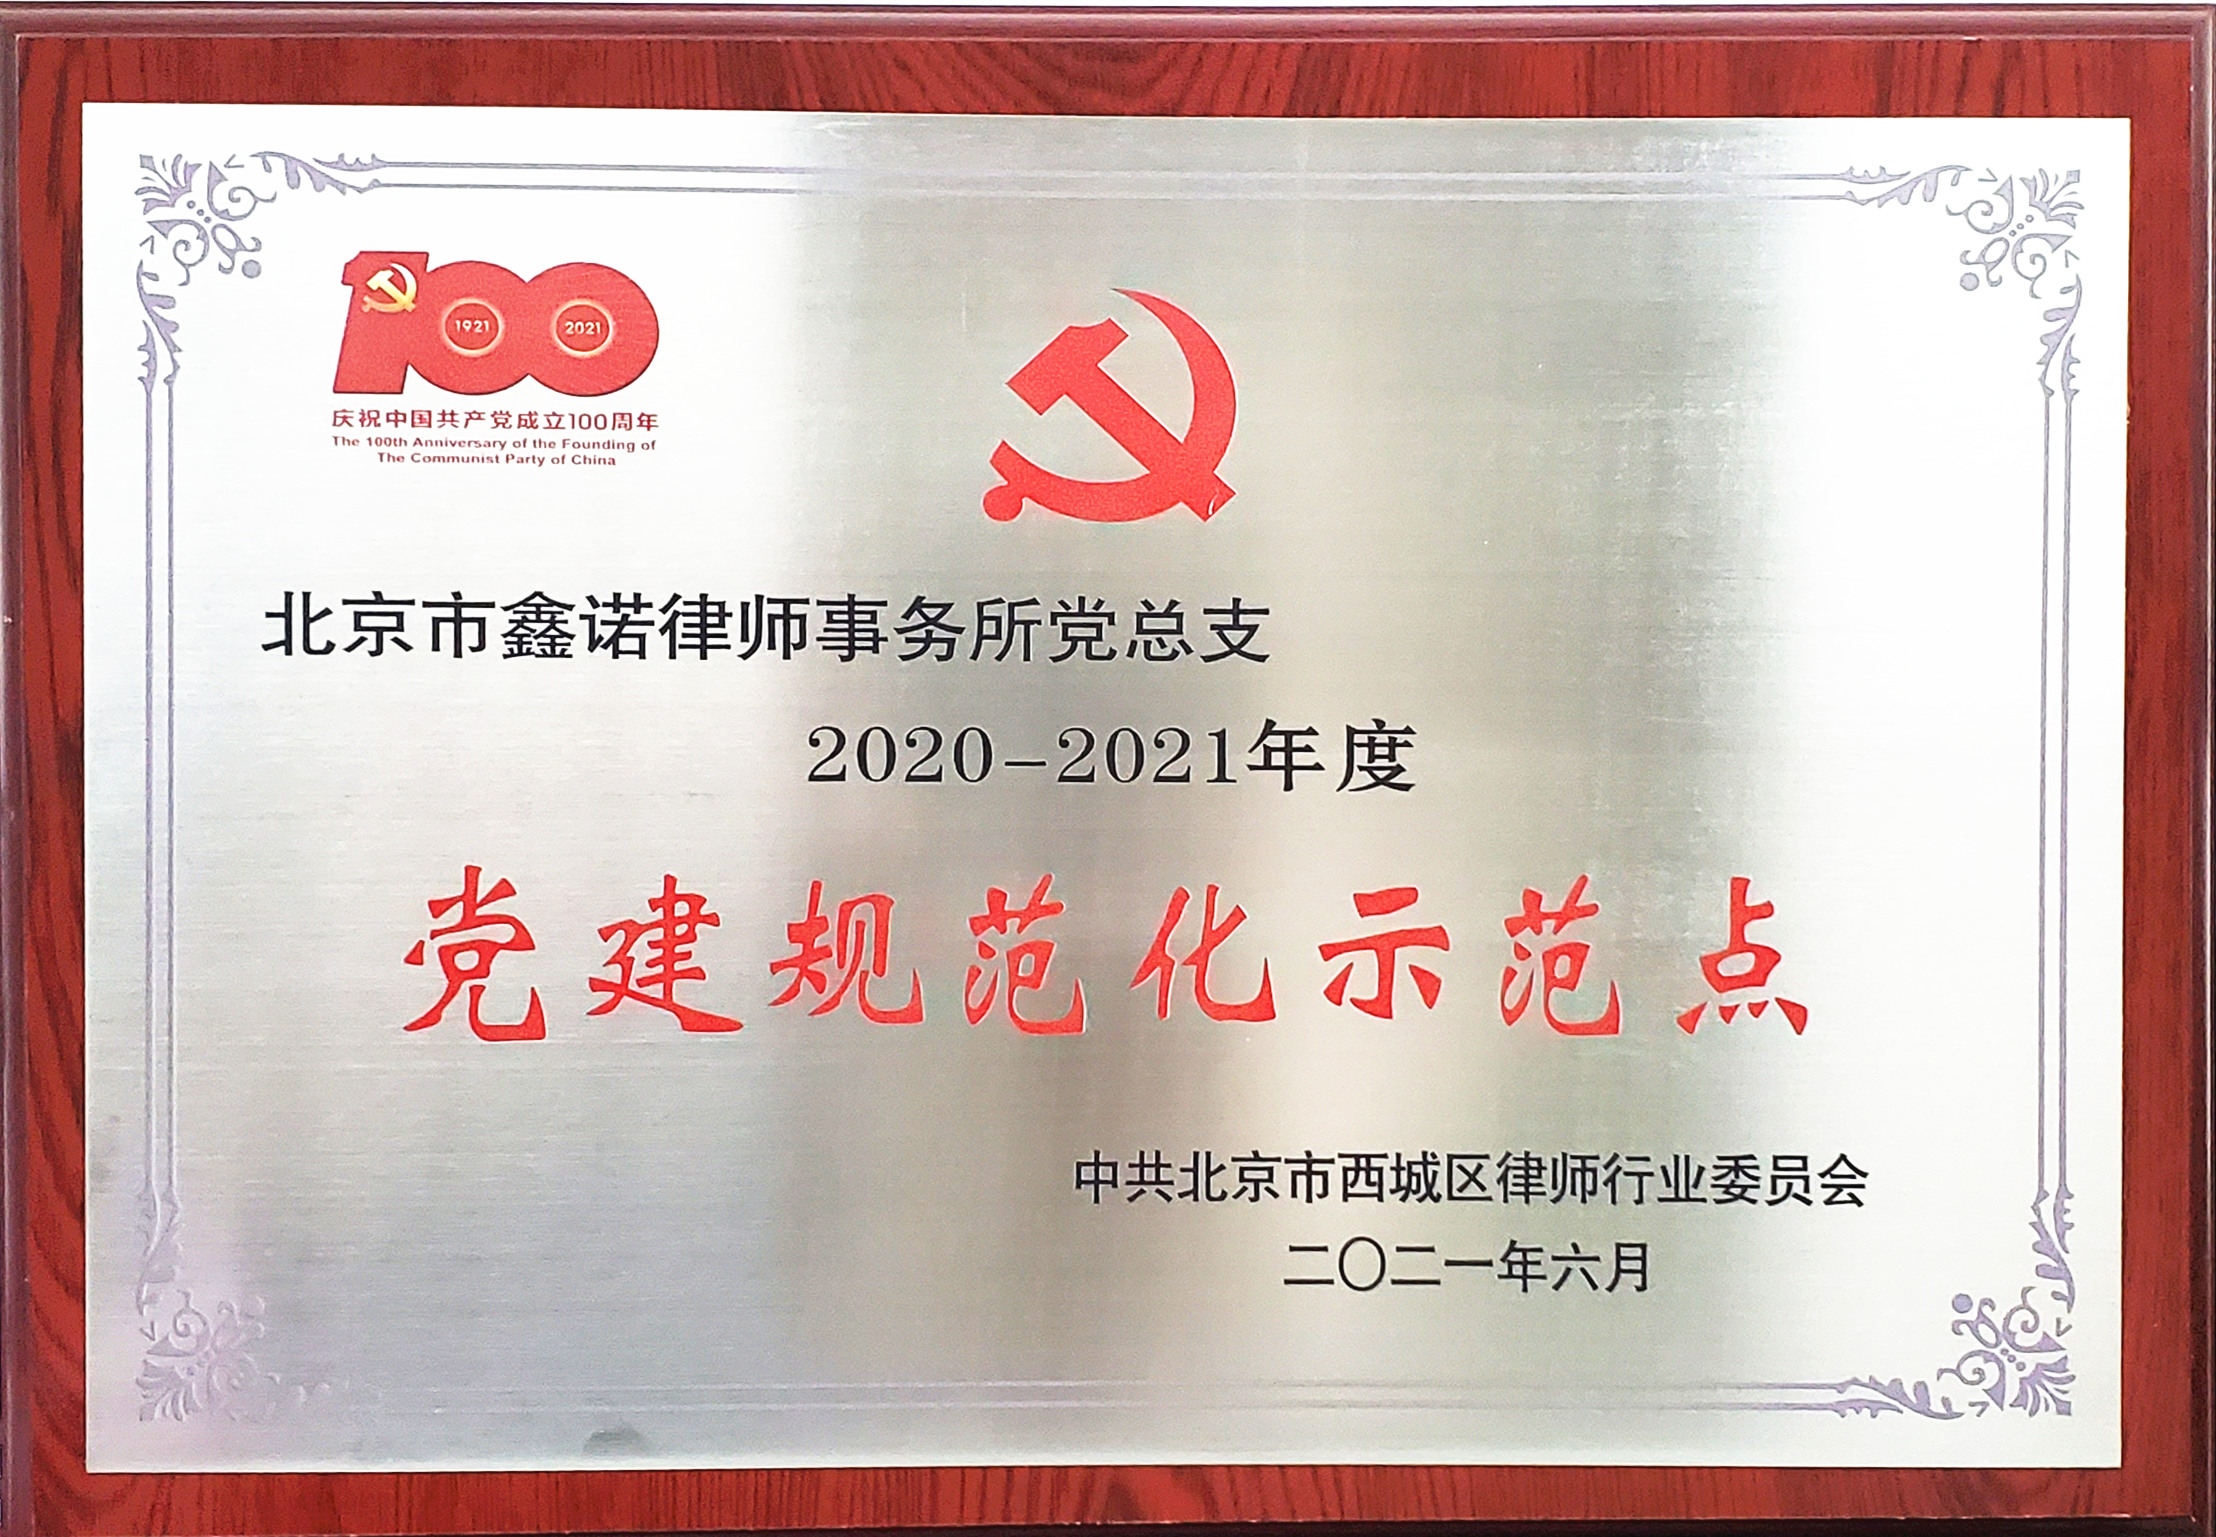 100
1921
2021
庆祝中国共产党成立100周年
The 100th Anniversary of the Founding of
The Communist Party of China
北京市鑫诺律师事务所党总支
2020-2021年度
党建规范化示范点
中共北京市西城区律师行业委员会
二〇二一年六月